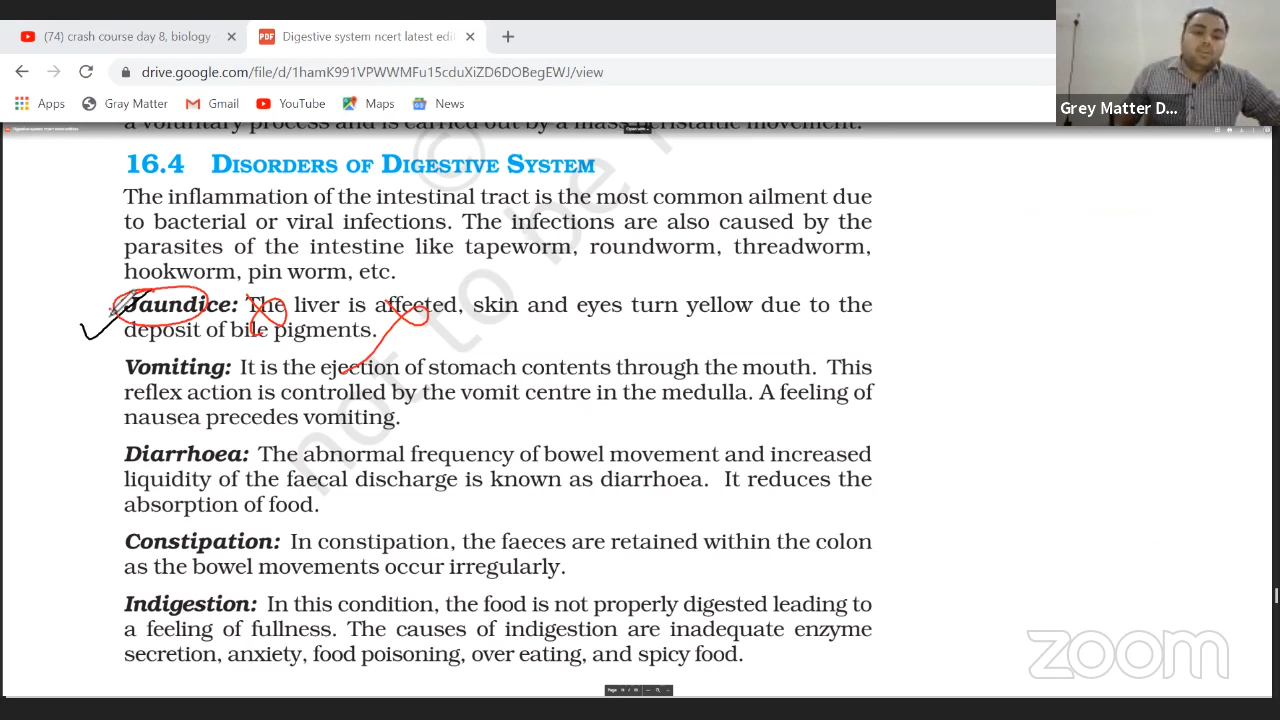 (74) crash course day 8, biology
Digestive system ncert latest edi
drive.google.com/file/d/1hamK991VPWWMFu15cduXiZD6DOBegEWJ/view
Apps Gray Matter Gmail YouTube Maps News
Grey Matter D...
a voluntary process and is carried out by a mass peristaltic movement.
16.4 DISORDERS OF DIGESTIVE SYSTEM
The inflammation of the intestinal tract is the most common ailment due
to bacterial or viral infections. The infections are also caused by the
parasites of the intestine like tapeworm, roundworm, threadworm,
hookworm, pin worm, etc.
Jaundice: The liver is affected, skin and eyes turn yellow due to the
deposit of bile pigments.
Vomiting: It is the ejection of stomach contents through the mouth. This
reflex action is controlled by the vomit centre in the medulla. A feeling of
nausea precedes vomiting.
Diarrhoea: The abnormal frequency of bowel movement and increased
liquidity of the faecal discharge is known as diarrhoea. It reduces the
absorption of food.
Constipation: In constipation, the faeces are retained within the colon
as the bowel movements occur irregularly.
Indigestion: In this condition, the food is not properly digested leading to
a feeling of fullness. The causes of indigestion are inadequate enzyme
secretion, anxiety, food poisoning, over eating, and spicy food.
© not to be r
zoom